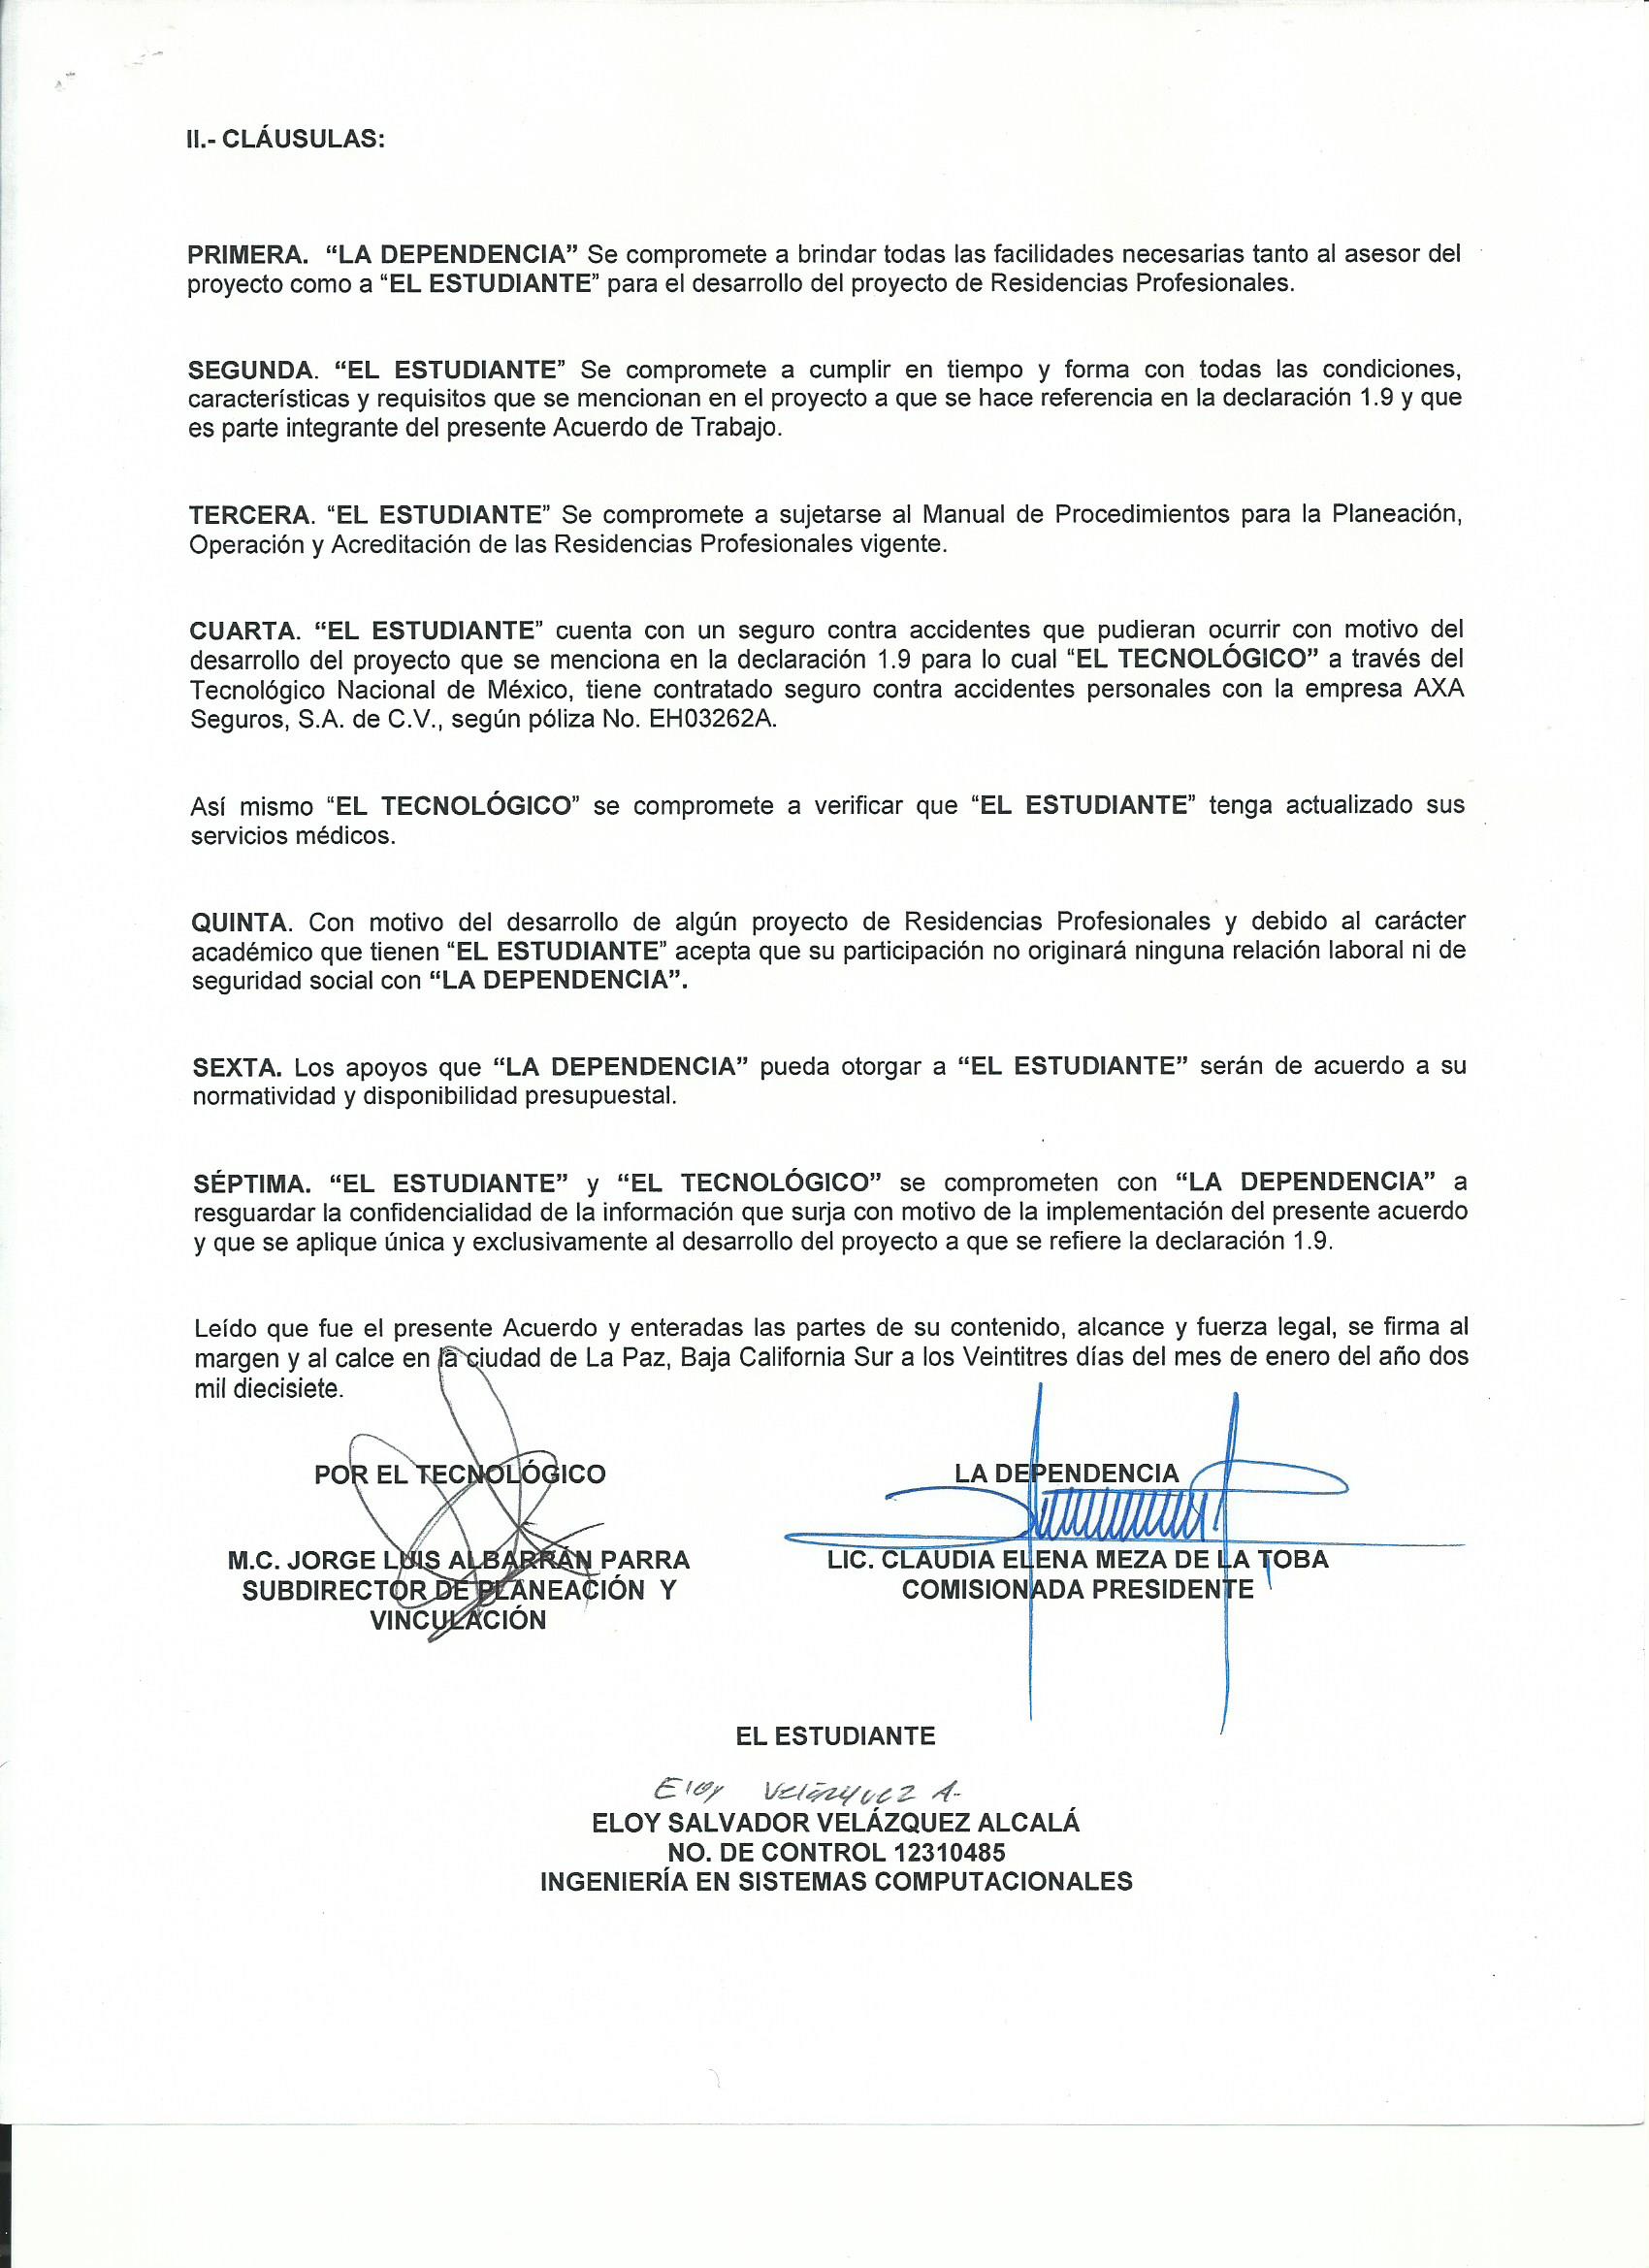 II.- CLÁUSULAS:
PRIMERA. “LA DEPENDENCIA” Se compromete a brindar todas las facilidades necesarias tanto al asesor del
proyecto como a “EL ESTUDIANTE” para el desarrollo del proyecto de Residencias Profesionales.
SEGUNDA. “EL ESTUDIANTE” Se compromete a cumplir en tiempo y forma con todas las condiciones,
características y requisitos que se mencionan en el proyecto a que se hace referencia en la declaración 1.9 y que
es parte integrante del presente Acuerdo de Trabajo.
TERCERA. “EL ESTUDIANTE” Se compromete a sujetarse al Manual de Procedimientos para la Planeación,
Operación y Acreditación de las Residencias Profesionales vigente.
CUARTA. “EL ESTUDIANTE” cuenta con un seguro contra accidentes que pudieran ocurrir con motivo del
desarrollo del proyecto que se menciona en la declaración 1.9 para lo cual “EL TECNOLÓGICO” a través del
Tecnológico Nacional de México, tiene contratado seguro contra accidentes personales con la empresa AXA
Seguros, S.A. de C.V., según póliza No. EH03262A.
Así mismo “EL TECNOLÓGICO” se compromete a verificar que “EL ESTUDIANTE” tenga actualizado sus
servicios médicos.
QUINTA. Con motivo del desarrollo de algún proyecto de Residencias Profesionales y debido al carácter
académico que tienen “EL ESTUDIANTE” acepta que su participación no originará ninguna relación laboral ni de
seguridad social con “LA DEPENDENCIA”.
SEXTA. Los apoyos que “LA DEPENDENCIA” pueda otorgar a “EL ESTUDIANTE” serán de acuerdo a su
normatividad y disponibilidad presupuestal.
SÉPTIMA. “EL ESTUDIANTE” y “EL TECNOLÓGICO” se comprometen con “LA DEPENDENCIA” a
resguardar la confidencialidad de la información que surja con motivo de la implementación del presente acuerdo
y que se aplique única y exclusivamente al desarrollo del proyecto a que se refiere la declaración 1.9.
Leído que fue el presente Acuerdo y enteradas las partes de su contenido, alcance y fuerza legal, se firma al
margen y al calce en la ciudad de La Paz, Baja California Sur a los Veintitres días del mes de enero del año dos
mil diecisiete.
POR EL TECNOLÓGICO
M.C. JORGE LUIS ALBARRÁN PARRA
SUBDIRECTOR DE PLANEACIÓN Y
VINCULACIÓN
LA DEPENDENCIA
LIC. CLAUDIA ELENA MEZA DE LA TOBA
COMISIONADA PRESIDENTE
EL ESTUDIANTE
Eloy Velázquez A.
ELOY SALVADOR VELÁZQUEZ ALCALÁ
NO. DE CONTROL 12310485
INGENIERÍA EN SISTEMAS COMPUTACIONALES